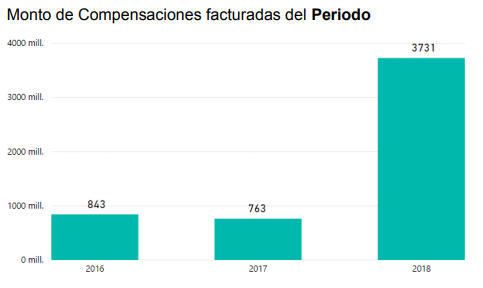 Monto de Compensaciones facturadas del Periodo
4000 mill.
3731
3000 mill.
2000 mill.
1000 mill.
843
763
0 mill.
2016
2017
2018